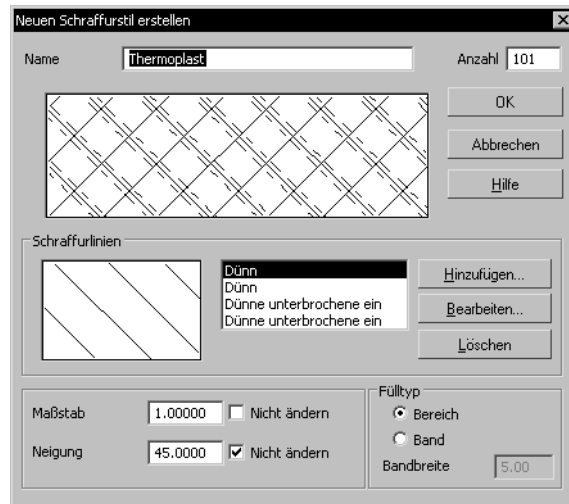 Neuen Schraffurstil erstellen
Name Thermoplast Anzahl 101
OK
Abbrechen
Hilfe
Schraffurlinien
Dünn
Dünn
Dünne unterbrochene ein
Dünne unterbrochene ein
Hinzufügen...
Bearbeiten...
Löschen
Maßstab 1.00000 Nicht ändern
Neigung 45.0000 Nicht ändern
Fülltyp
Bereich
Band
Bandbreite 5.00